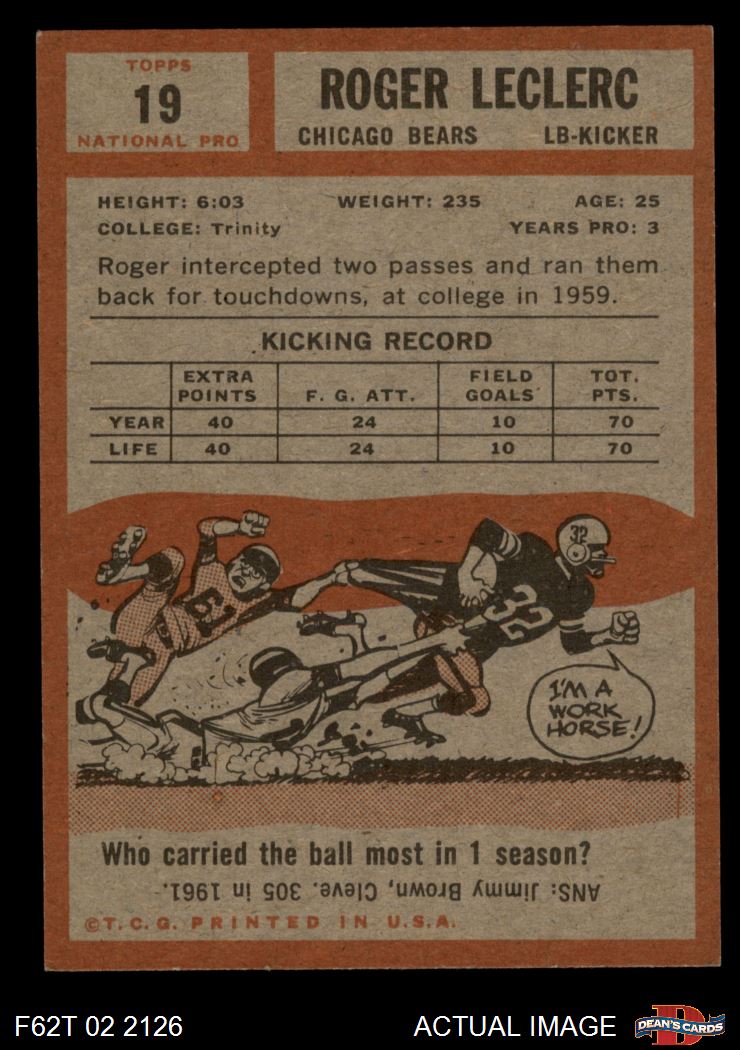 TOPPS
19
NATIONAL PRO
ROGER LECLERC
CHICAGO BEARS LB-KICKER
HEIGHT: 6:03 WEIGHT: 235 AGE: 25
COLLEGE: Trinity YEARS PRO: 3
Roger intercepted two passes and ran them
back for touchdowns, at college in 1959.
KICKING RECORD
EXTRA POINTS F. G. ATT. FIELD GOALS TOT. PTS.
YEAR 40 24 10 70
LIFE 40 24 10 70
32
61
32
I'M A
WORK
HORSE!
Who carried the ball most in 1 season?
ANS: Jimmy Brown, Cleve. 305 in 1961.
©T.C.G. PRINTED IN U.S.A.
F62T 02 2126 ACTUAL IMAGE
D
DEAN'S CARDS